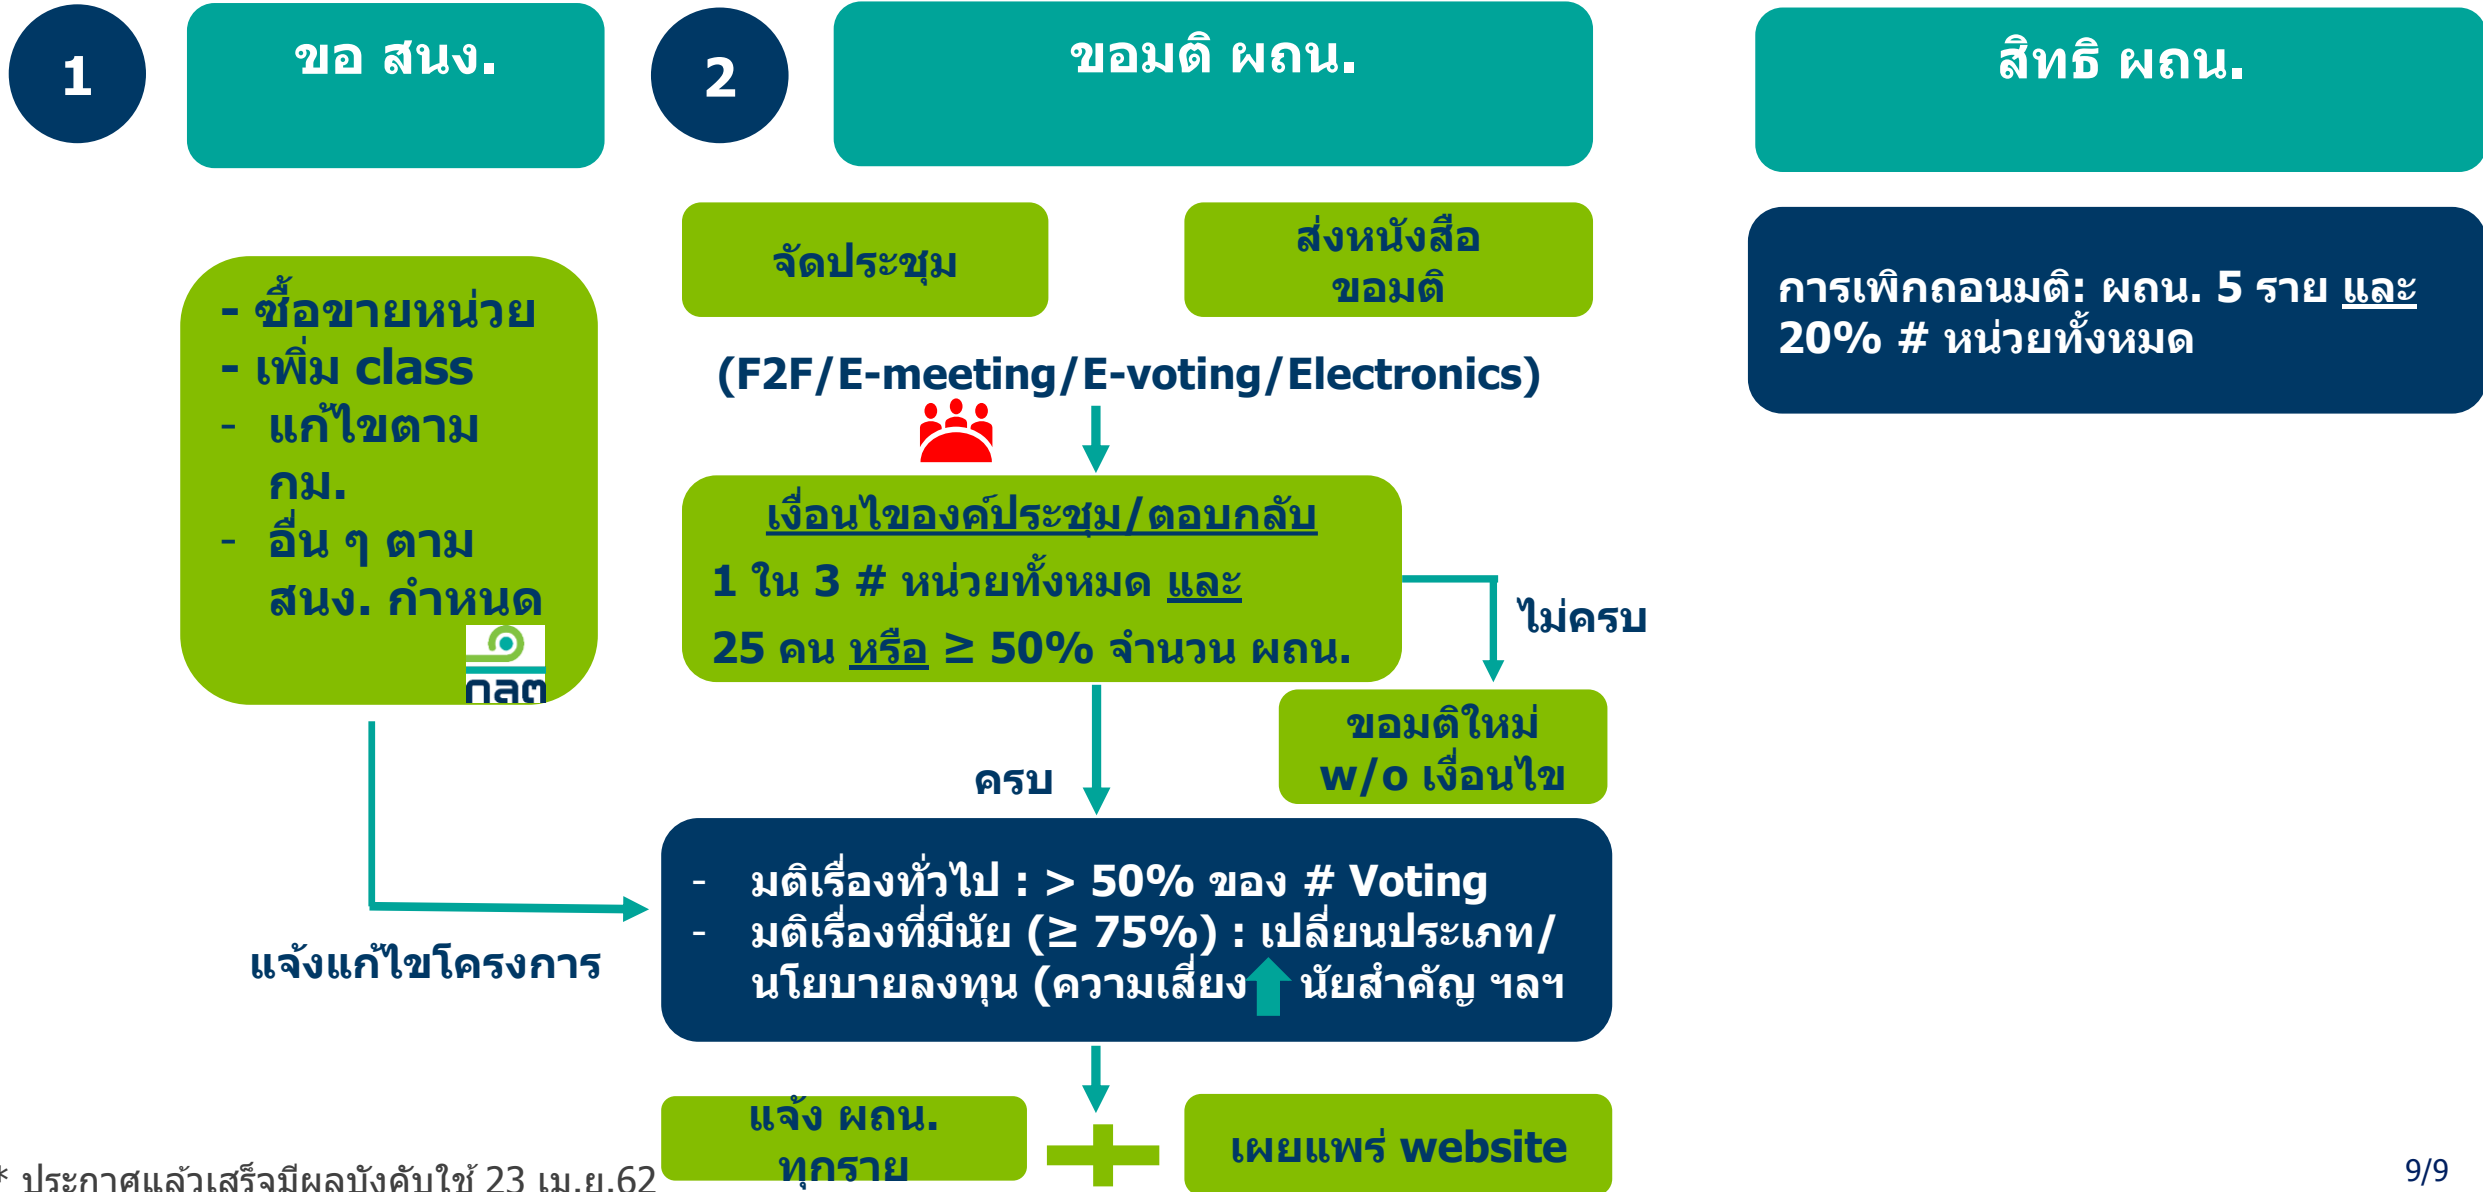 1
ขอ สนง.
2
ขอมติ ผถน.
สิทธิ ผถน.
- ซื้อขายหน่วย
- เพิ่ม class
- แก้ไขตาม
กม.
- อื่น ๆ ตาม
สนง. กำหนด
กลต
แจ้งแก้ไขโครงการ
จัดประชุม
ส่งหนังสือ
ขอมติ
(F2F/E-meeting/E-voting/Electronics)
เงื่อนไของค์ประชุม/ตอบกลับ
1 ใน 3 # หน่วยทั้งหมด และ
25 คน หรือ ≥ 50% จำนวน ผถน.
ไม่ครบ
ขอมติใหม่
w/o เงื่อนไข
ครบ
- มติเรื่องทั่วไป : > 50% ของ # Voting
- มติเรื่องที่มีนัย (≥ 75%) : เปลี่ยนประเภท/
นโยบายลงทุน (ความเสี่ยง นัยสำคัญ ฯลฯ
แจ้ง ผถน.
ทุกราย
เผยแพร่ website
การเพิกถอนมติ: ผถน. 5 ราย และ
20% # หน่วยทั้งหมด
* ประกาศแล้วเสร็จมีผลบังคับใช้ 23 เม.ย.62
9/9